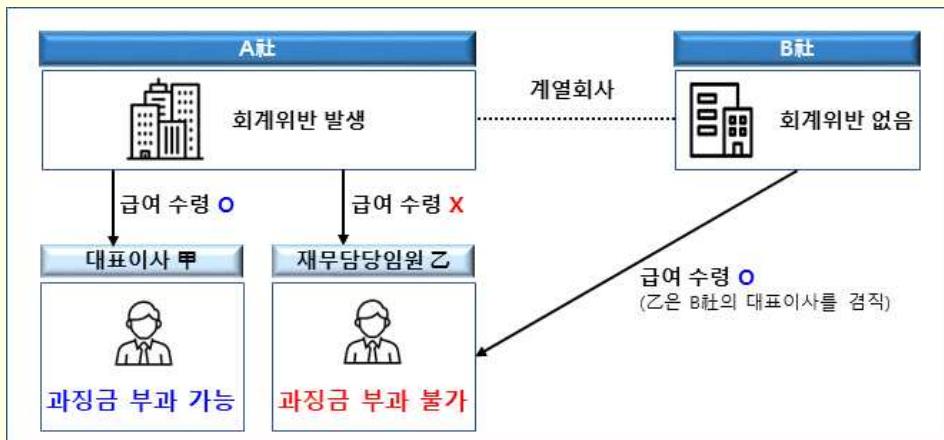 A社
회계위반 발생
계열회사
B社
회계위반 없음
급여 수령 O
급여 수령 X
대표이사 甲
과징금 부과 가능
재무담당임원 乙
과징금 부과 불가
급여 수령 O
(乙은 B社의 대표이사를 겸직)